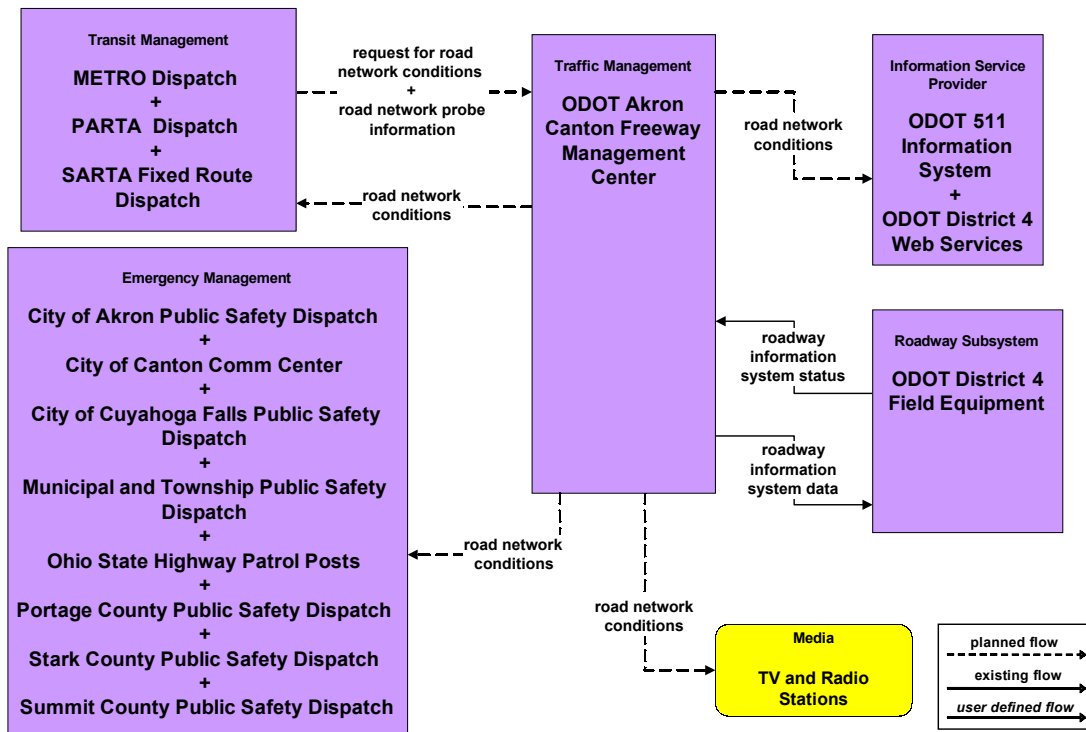 Transit Management
METRO Dispatch
+
PARTA Dispatch
+
SARTA Fixed Route
Dispatch
request for road
network conditions
+
road network probe
information
road network
conditions
Traffic Management
ODOT Akron
Canton Freeway
Management
Center
road network
conditions
Information Service
Provider
ODOT 511
Information
System
+
ODOT District 4
Web Services
Emergency Management
City of Akron Public Safety Dispatch
+
City of Canton Comm Center
+
City of Cuyahoga Falls Public Safety
Dispatch
+
Municipal and Township Public Safety
Dispatch
+
Ohio State Highway Patrol Posts
+
Portage County Public Safety Dispatch
+
Stark County Public Safety Dispatch
+
Summit County Public Safety Dispatch
roadway
information
system status
roadway
information
system data
Roadway Subsystem
ODOT District 4
Field Equipment
road network
conditions
road network
conditions
Media
TV and Radio
Stations
planned flow
existing flow
user defined flow